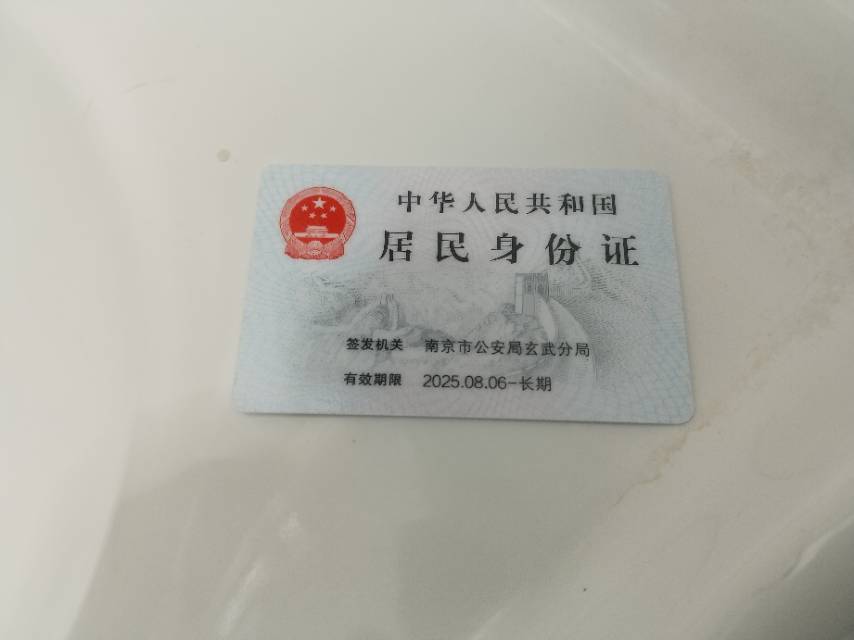 中华人民共和国
居民身份证
签发机关 南京市公安局玄武分局
有效期限 2025.08.06-长期